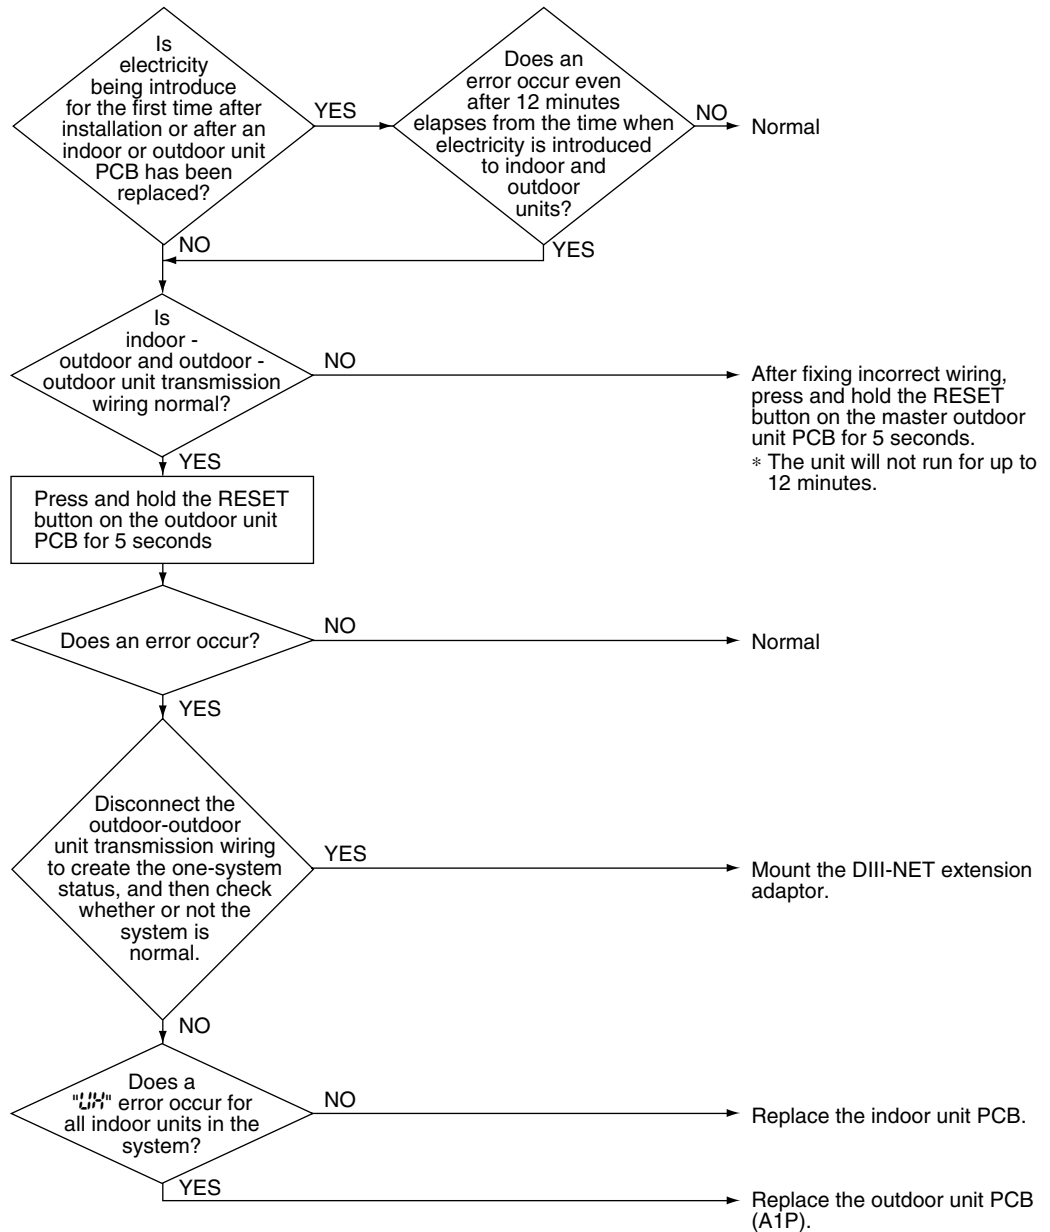 Is
electricity
being introduce
for the first time after
installation or after an
indoor or outdoor unit
PCB has been
replaced?
YES
Does an
error occur even
after 12 minutes
elapses from the time when
electricity is introduced
to indoor and
outdoor
units?
NO
Normal
NO
YES
Is
indoor -
outdoor and outdoor -
outdoor unit transmission
wiring normal?
NO
After fixing incorrect wiring,
press and hold the RESET
button on the master outdoor
unit PCB for 5 seconds.
* The unit will not run for up to
12 minutes.
YES
Press and hold the RESET
button on the outdoor unit
PCB for 5 seconds
Does an error occur?
NO
Normal
YES
Disconnect the
outdoor-outdoor
unit transmission wiring
to create the one-system
status, and then check
whether or not the
system is
normal.
YES
Mount the DIII-NET extension
adaptor.
NO
Does a
"UH" error occur for
all indoor units in the
system?
NO
Replace the indoor unit PCB.
YES
Replace the outdoor unit PCB
(A1P).